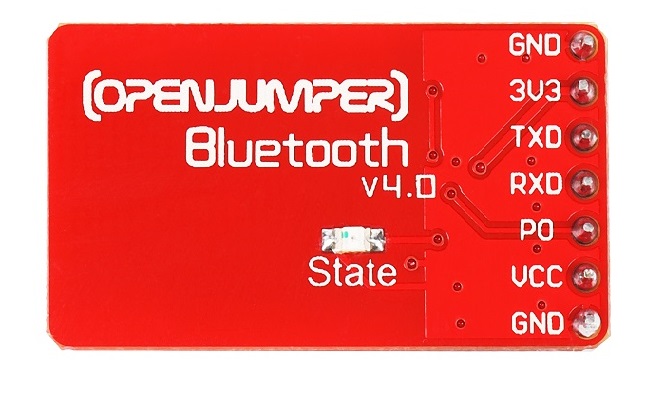 (OPENJUMPER)
Bluetooth
v4.0
State
GND
3V3
TXD
RXD
P0
VCC
GND